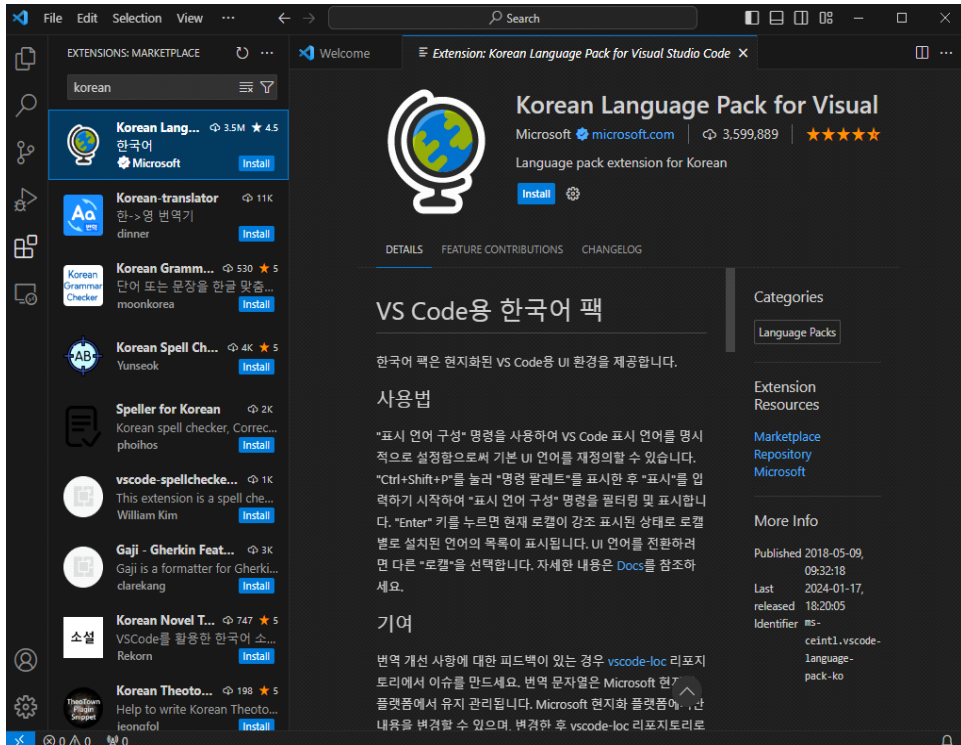 File Edit Selection View ··· Search
EXTENSIONS: MARKETPLACE
korean
Korean Lang... 3.5M ★ 4.5
한국어
Microsoft Install
Korean-translator 11K
Aa
번역
한->영 번역기
dinner Install
Korean Gramm... 530 ★ 5
Korean
Grammar
Checker
단어 또는 문장을 한글 맞춤...
moonkorea Install
Korean Spell Ch... 4K ★ 5
AB
Yunseok Install
Speller for Korean 2K
Korean spell checker, Correc...
phoihos Install
vscode-spellchecke... 1K
This extension is a spell che...
William Kim Install
Gaji - Gherkin Feat... 3K
Gaji is a formatter for Gherki...
clarekang Install
Korean Novel T... 747 ★ 5
소설
VSCode를 활용한 한국어 소...
Rekorn Install
Korean Theoto... 198 ★ 5
TheoTown
Plugin
Snippet
Help to write Korean Theoto...
jeongfol Install
0 0 0
Welcome
Extension: Korean Language Pack for Visual Studio Code
Korean Language Pack for Visual
Microsoft microsoft.com 3,599,889 ★★★★★
Language pack extension for Korean
Install
DETAILS FEATURE CONTRIBUTIONS CHANGELOG
VS Code용 한국어 팩
한국어 팩은 현지화된 VS Code용 UI 환경을 제공합니다.
사용법
"표시 언어 구성" 명령을 사용하여 VS Code 표시 언어를 명시
적으로 설정함으로써 기본 UI 언어를 재정의할 수 있습니다.
"Ctrl+Shift+P"를 눌러 "명령 팔레트"를 표시한 후 "표시"를 입
력하기 시작하여 "표시 언어 구성" 명령을 필터링 및 표시합니
다. "Enter" 키를 누르면 현재 로캘이 강조 표시된 상태로 로캘
별로 설치된 언어의 목록이 표시됩니다. UI 언어를 전환하려
면 다른 "로캘"을 선택합니다. 자세한 내용은 Docs를 참조하
세요.
기여
번역 개선 사항에 대한 피드백이 있는 경우 vscode-loc 리포지
토리에서 이슈를 만드세요. 번역 문자열은 Microsoft
플랫폼에서 유지 관리됩니다. Microsoft 현지화 플랫폼에서만
내용을 변경할 수 있으며, 변경한 후 vscode-loc 리포지토리로
Categories
Language Packs
Extension
Resources
Marketplace
Repository
Microsoft
More Info
Published 2018-05-09,
09:32:18
Last 2024-01-17,
released 18:20:05
Identifier ms-
ceintl.vscode-
language-
pack-ko